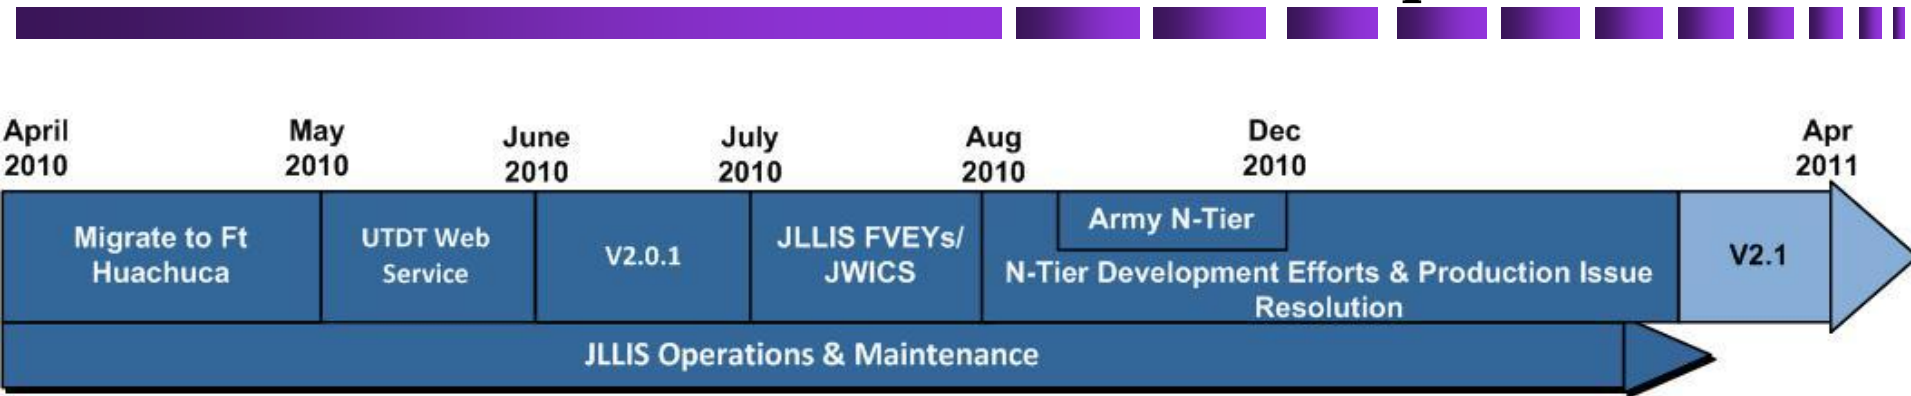 April
2010
May
2010
June
2010
July
2010
Aug
2010
Dec
2010
Apr
2011
Migrate to Ft
Huachuca
UTDT Web
Service
V2.0.1
JLLIS FVEYs/
JWICS
Army N-Tier
N-Tier Development Efforts & Production Issue
Resolution
V2.1
JLLIS Operations & Maintenance